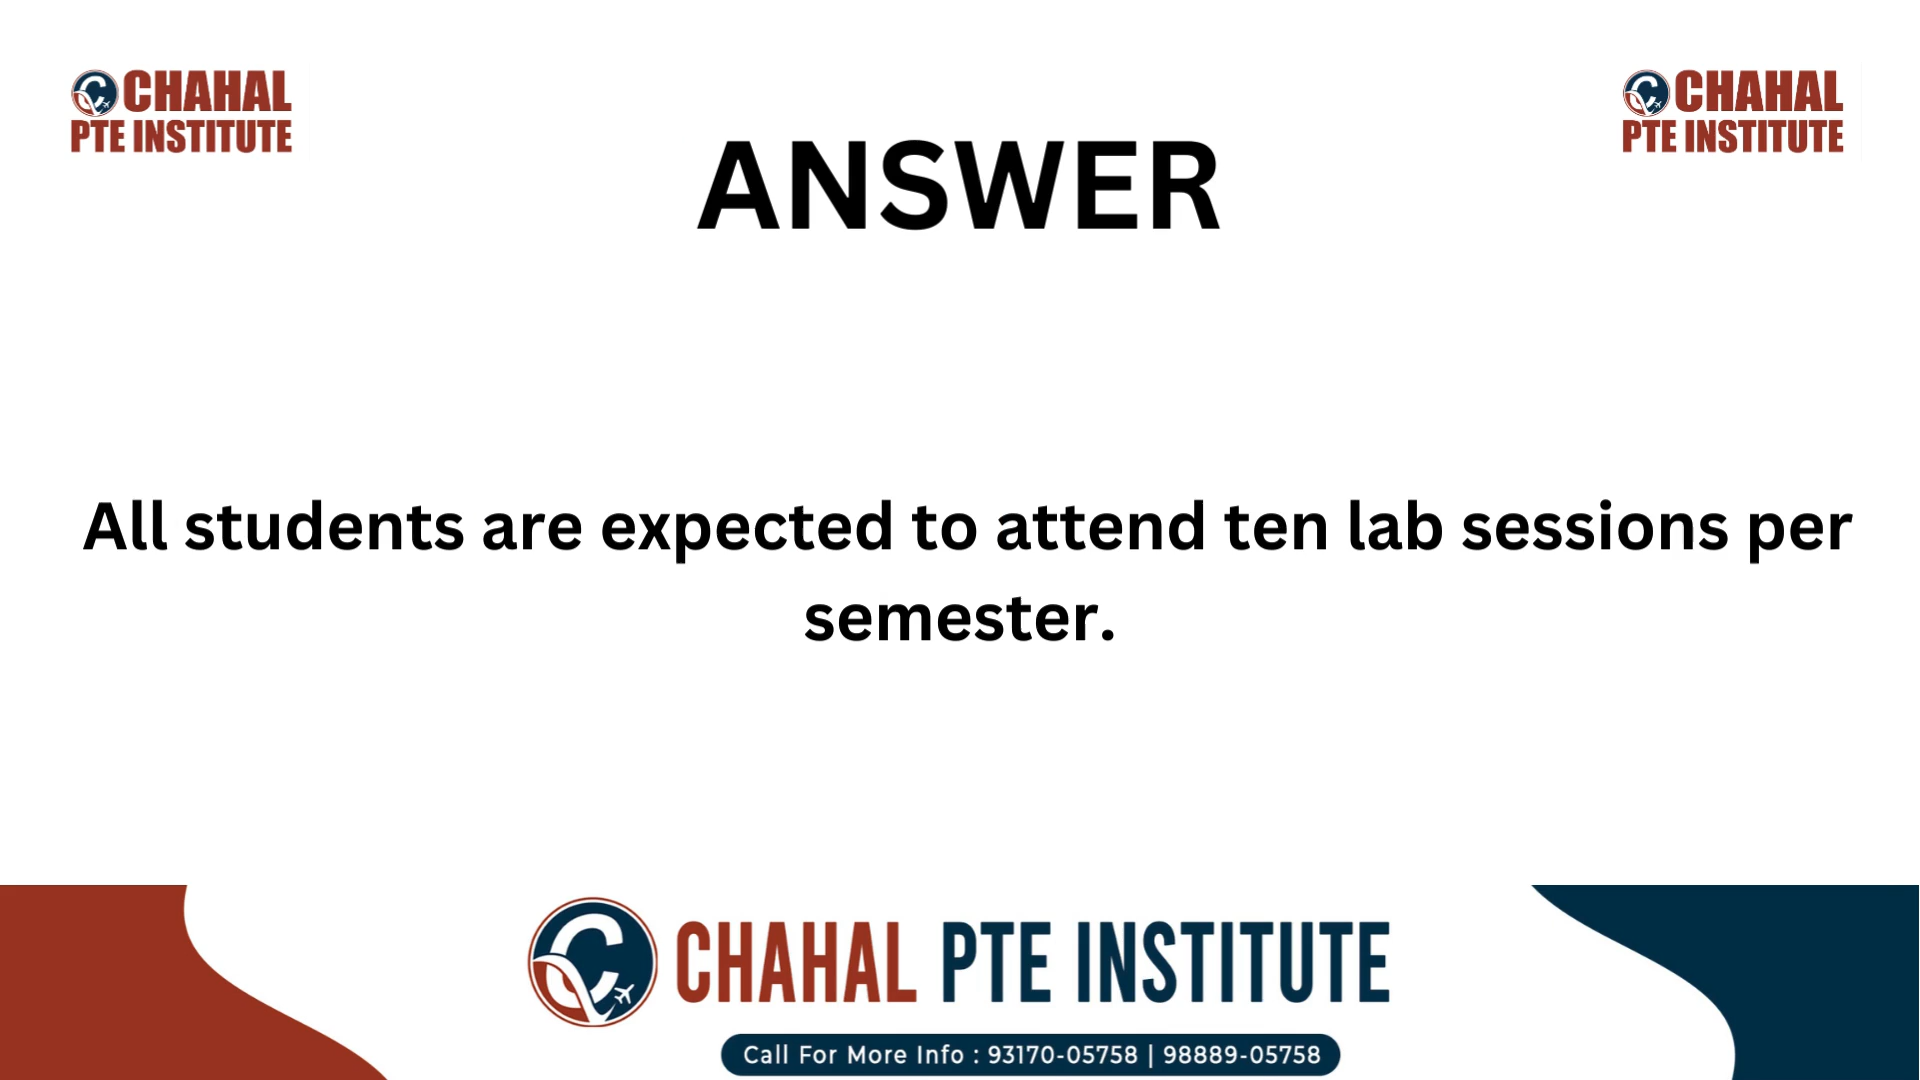 CHAHAL
PTE INSTITUTE
CHAHAL
PTE INSTITUTE
ANSWER
All students are expected to attend ten lab sessions per
semester.
CHAHAL PTE INSTITUTE
Call For More Info : 93170-05758 | 98889-05758